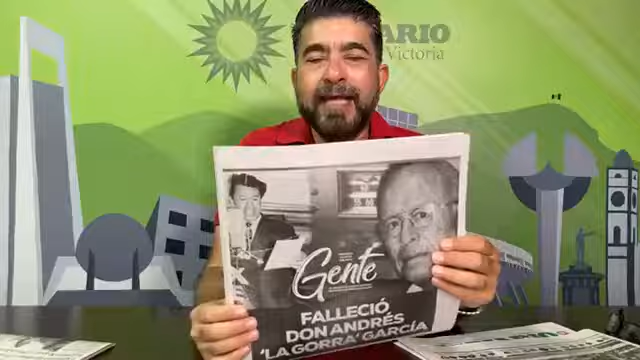 ARIO
Victoria
Gente
FALLECIÓ
DON ANDRÉS
'LA GORRA' GARCÍA